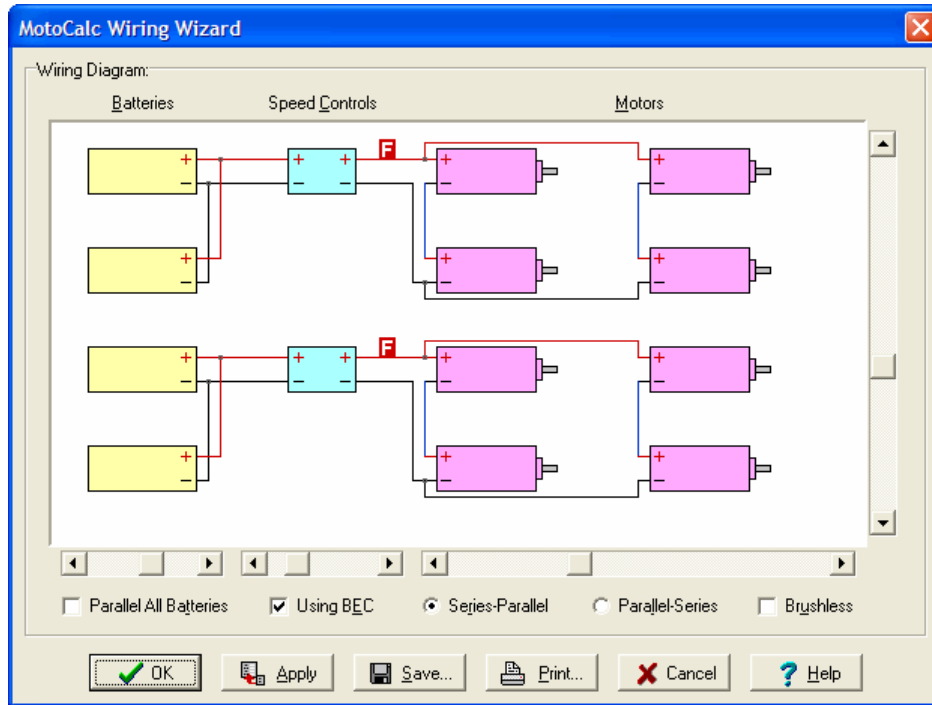 MotoCalc Wiring Wizard
Wiring Diagram:
Batteries Speed Controls Motors
+ + + F + +
− − − − −
+ + +
− − −
+ + + F + +
− − − − −
+ + +
− − −
Parallel All Batteries Using BEC Series-Parallel Parallel-Series Brushless
OK Apply Save... Print... Cancel ? Help